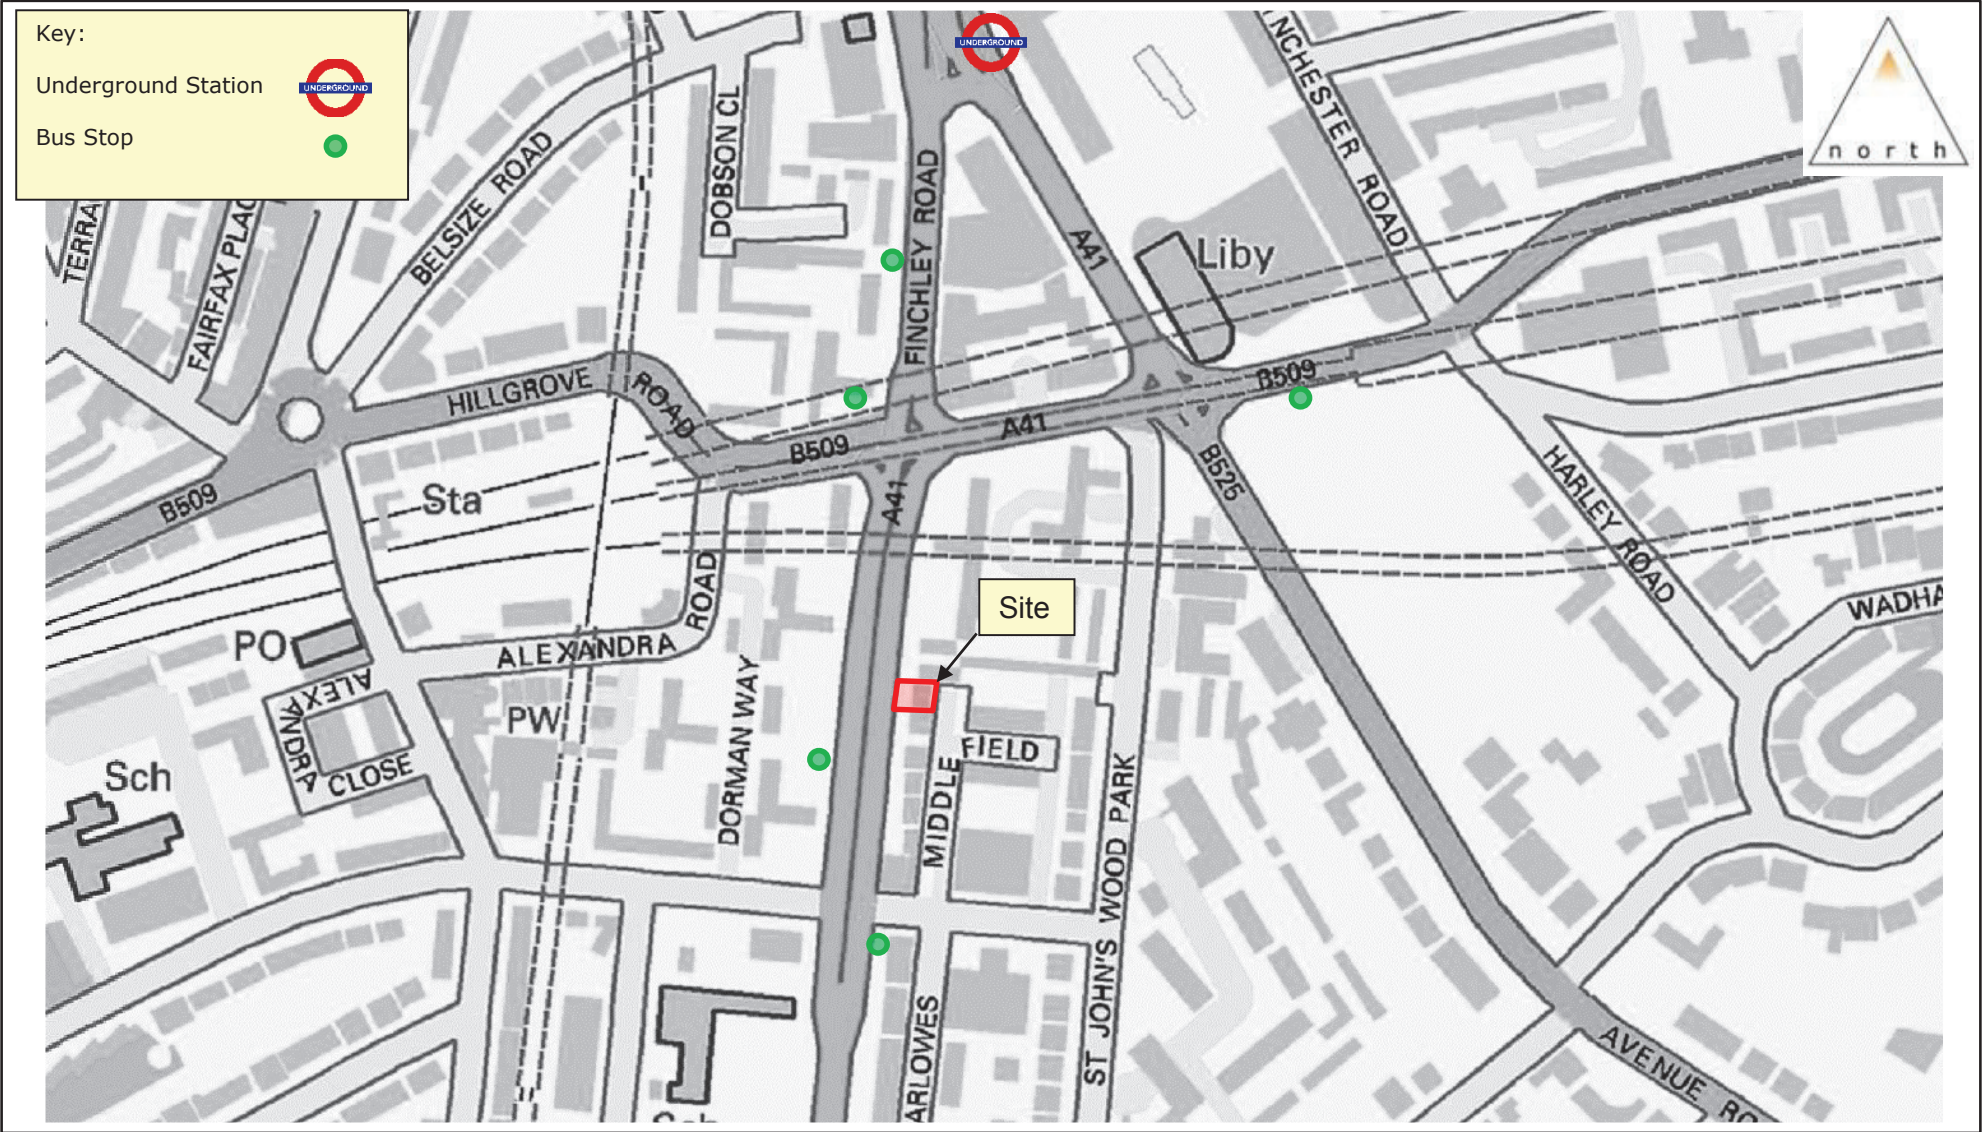 Key:
Underground Station
UNDERGROUND
Bus Stop
UNDERGROUND
north
NCHESTER ROAD
DOBSON CL
BELSIZE ROAD
TERRA
FAIRFAX PLAC
FINCHLEY ROAD
A41
Liby
HILLGROVE ROAD
B509
B509
A41
B509
Sta
A41
B525
HARLEY ROAD
WADHA
Site
PO
ALEXANDRA ROAD
ALEXANDRA CLOSE
PW
DORMAN WAY
MIDDLE FIELD
Sch
ST JOHN'S WOOD PARK
ARLOWES
AVENUE RO